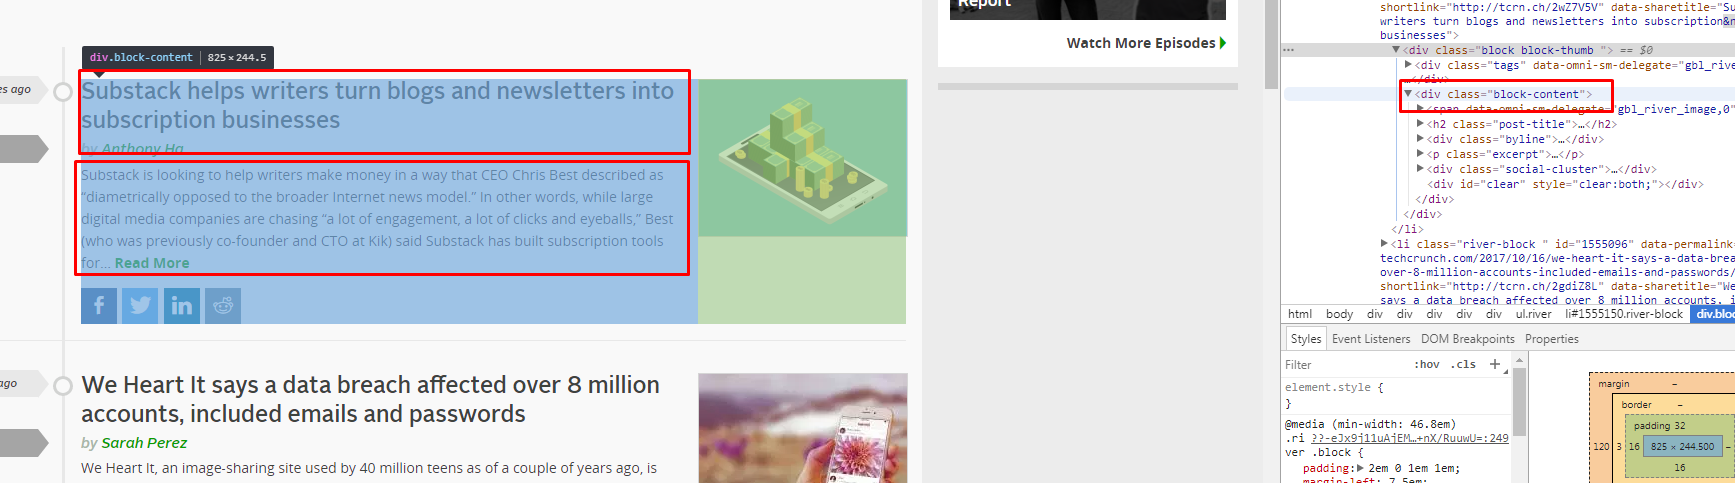 Report
Watch More Episodes
div.block-content | 825 × 244.5
es ago
Substack helps writers turn blogs and newsletters into
subscription businesses
by Anthony Ha
Substack is looking to help writers make money in a way that CEO Chris Best described as
“diametrically opposed to the broader Internet news model.” In other words, while large
digital media companies are chasing “a lot of engagement, a lot of clicks and eyeballs,” Best
(who was previously co-founder and CTO at Kik) said Substack has built subscription tools
for... Read More
ago
We Heart It says a data breach affected over 8 million
accounts, included emails and passwords
by Sarah Perez
We Heart It, an image-sharing site used by 40 million teens as of a couple of years ago, is
shortlink="http://tcrn.ch/2wZ7V5V" data-sharetitle="Su
writers turn blogs and newsletters into subscription&n
businesses">
<div class="block block-thumb "> == $0
<div class="tags" data-omni-sm-delegate="gbl_rive
</div>
<div class="block-content">
<span data-omni-sm-delegate="gbl_river_image,0"
<h2 class="post-title">…</h2>
<div class="byline">…</div>
<p class="excerpt">…</p>
<div class="social-cluster">…</div>
<div id="clear" style="clear:both;"></div>
</div>
</div>
</li>
<li class="river-block " id="1555096" data-permalink=
techcrunch.com/2017/10/16/we-heart-it-says-a-data-brea
over-8-million-accounts-included-emails-and-passwords/
shortlink="http://tcrn.ch/2gdiZ8L" data-sharetitle="We
says a data breach affected over 8 million accounts, i
html body div div div div div ul.river li#1555150.river-block div.bloc
Styles Event Listeners DOM Breakpoints Properties
Filter :hov .cls +
element.style {
}
@media (min-width: 46.8em)
.ri ??-eJx9jl1uAjEM…+nX/RuuwU=:249
ver .block {
padding: 2em 0 1em 1em;
margin-left: 7.5em;
margin –
border –
padding 32
120 3 16 825 × 244.500 –
16